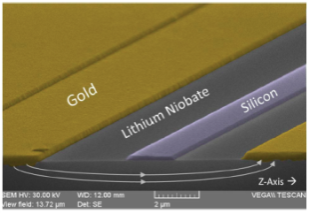 Gold
Lithium Niobate
Silicon
Z-Axis →
SEM HV: 30.00 kV WD: 12.00 mm VEGA\\ TESCAN
View field: 13.72 µm Det: SE 2 µm